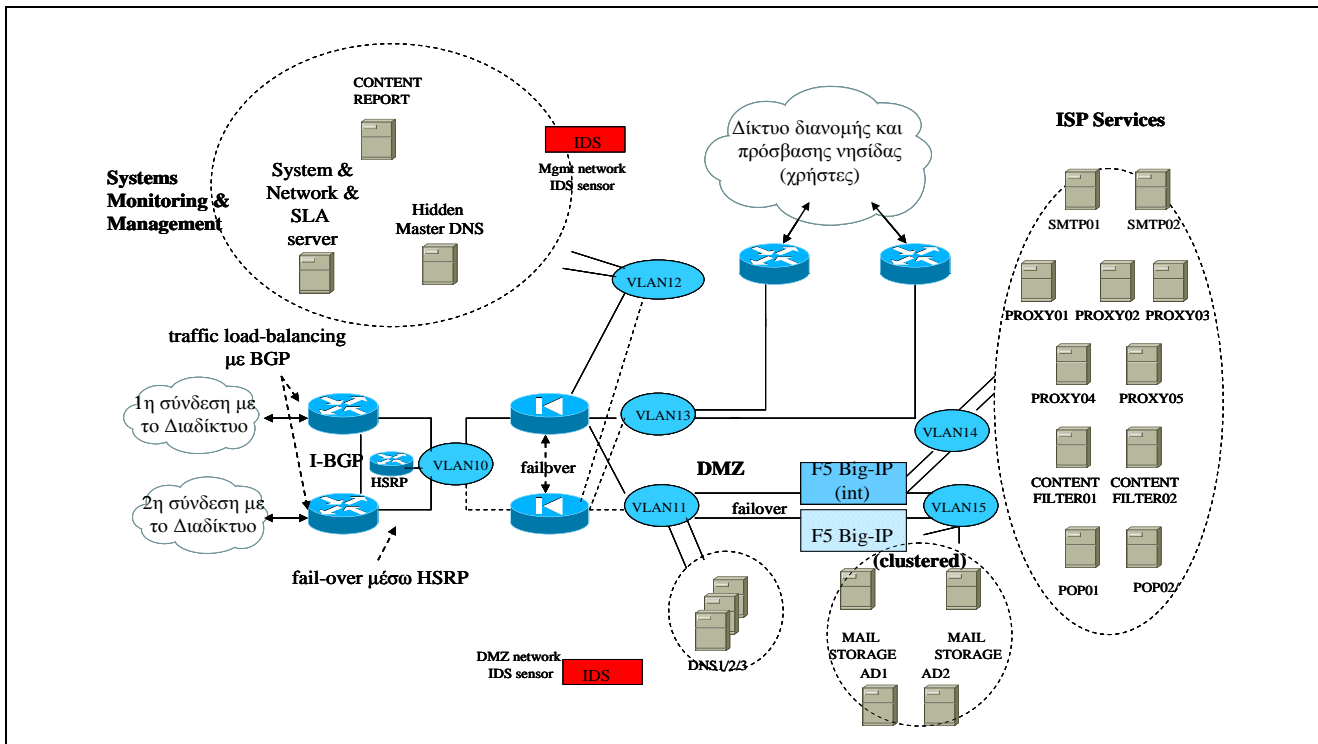 CONTENT
REPORT
IDS
Mgmt network
IDS sensor
Systems
Monitoring &
Management
System &
Network &
SLA
server
Hidden
Master DNS
Δίκτυο διανομής και
πρόσβασης νησίδας
(χρήστες)
ISP Services
SMTP01
SMTP02
VLAN12
PROXY01
PROXY02
PROXY03
traffic load-balancing
με BGP
1η σύνδεση με
το Διαδίκτυο
I-BGP
HSRP
VLAN10
failover
VLAN13
VLAN14
PROXY04
PROXY05
DMZ
F5 Big-IP
(int)
CONTENT
FILTER01
CONTENT
FILTER02
2η σύνδεση με
το Διαδίκτυο
VLAN11
failover
F5 Big-IP
(clustered)
VLAN15
fail-over μέσω HSRP
POP01
POP02/
DNS1/2/3
MAIL
STORAGE
MAIL
STORAGE
AD1
AD2
DMZ network
IDS sensor
IDS